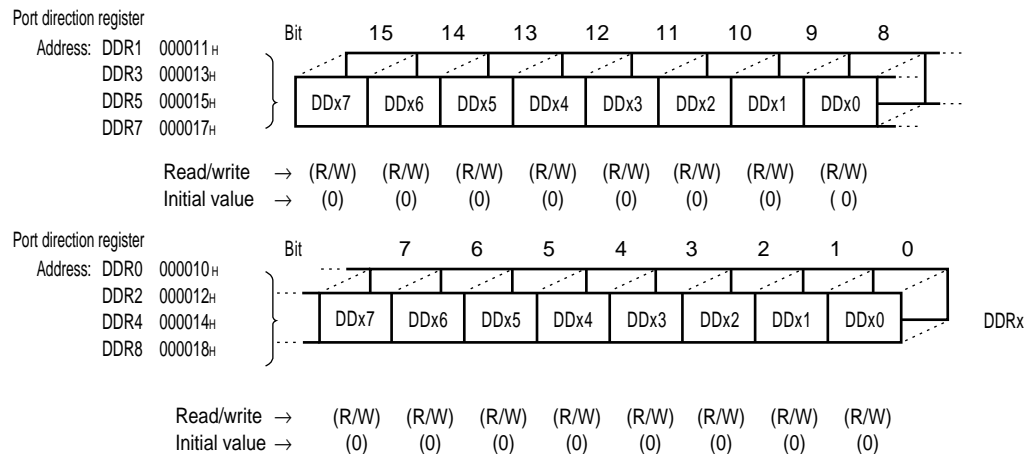 Port direction register
Bit 15 14 13 12 11 10 9 8
Address: DDR1 000011H
DDR3 000013H
DDR5 000015H
DDR7 000017H
DDx7 DDx6 DDx5 DDx4 DDx3 DDx2 DDx1 DDx0
Read/write → (R/W) (R/W) (R/W) (R/W) (R/W) (R/W) (R/W) (R/W)
Initial value → (0) (0) (0) (0) (0) (0) (0) ( 0)
Port direction register
Bit 7 6 5 4 3 2 1 0
Address: DDR0 000010H
DDR2 000012H
DDR4 000014H
DDR8 000018H
DDx7 DDx6 DDx5 DDx4 DDx3 DDx2 DDx1 DDx0 DDRx
Read/write → (R/W) (R/W) (R/W) (R/W) (R/W) (R/W) (R/W) (R/W)
Initial value → (0) (0) (0) (0) (0) (0) (0) (0)